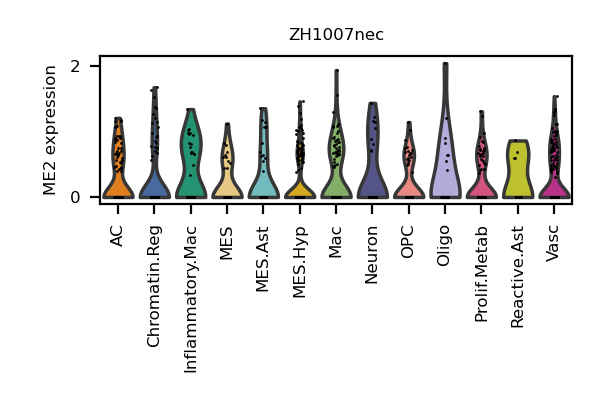 ZH1007nec
ME2 expression
2
0
AC
Chromatin.Reg
Inflammatory.Mac
MES
MES.Ast
MES.Hyp
Mac
Neuron
OPC
Oligo
Prolif.Metab
Reactive.Ast
Vasc